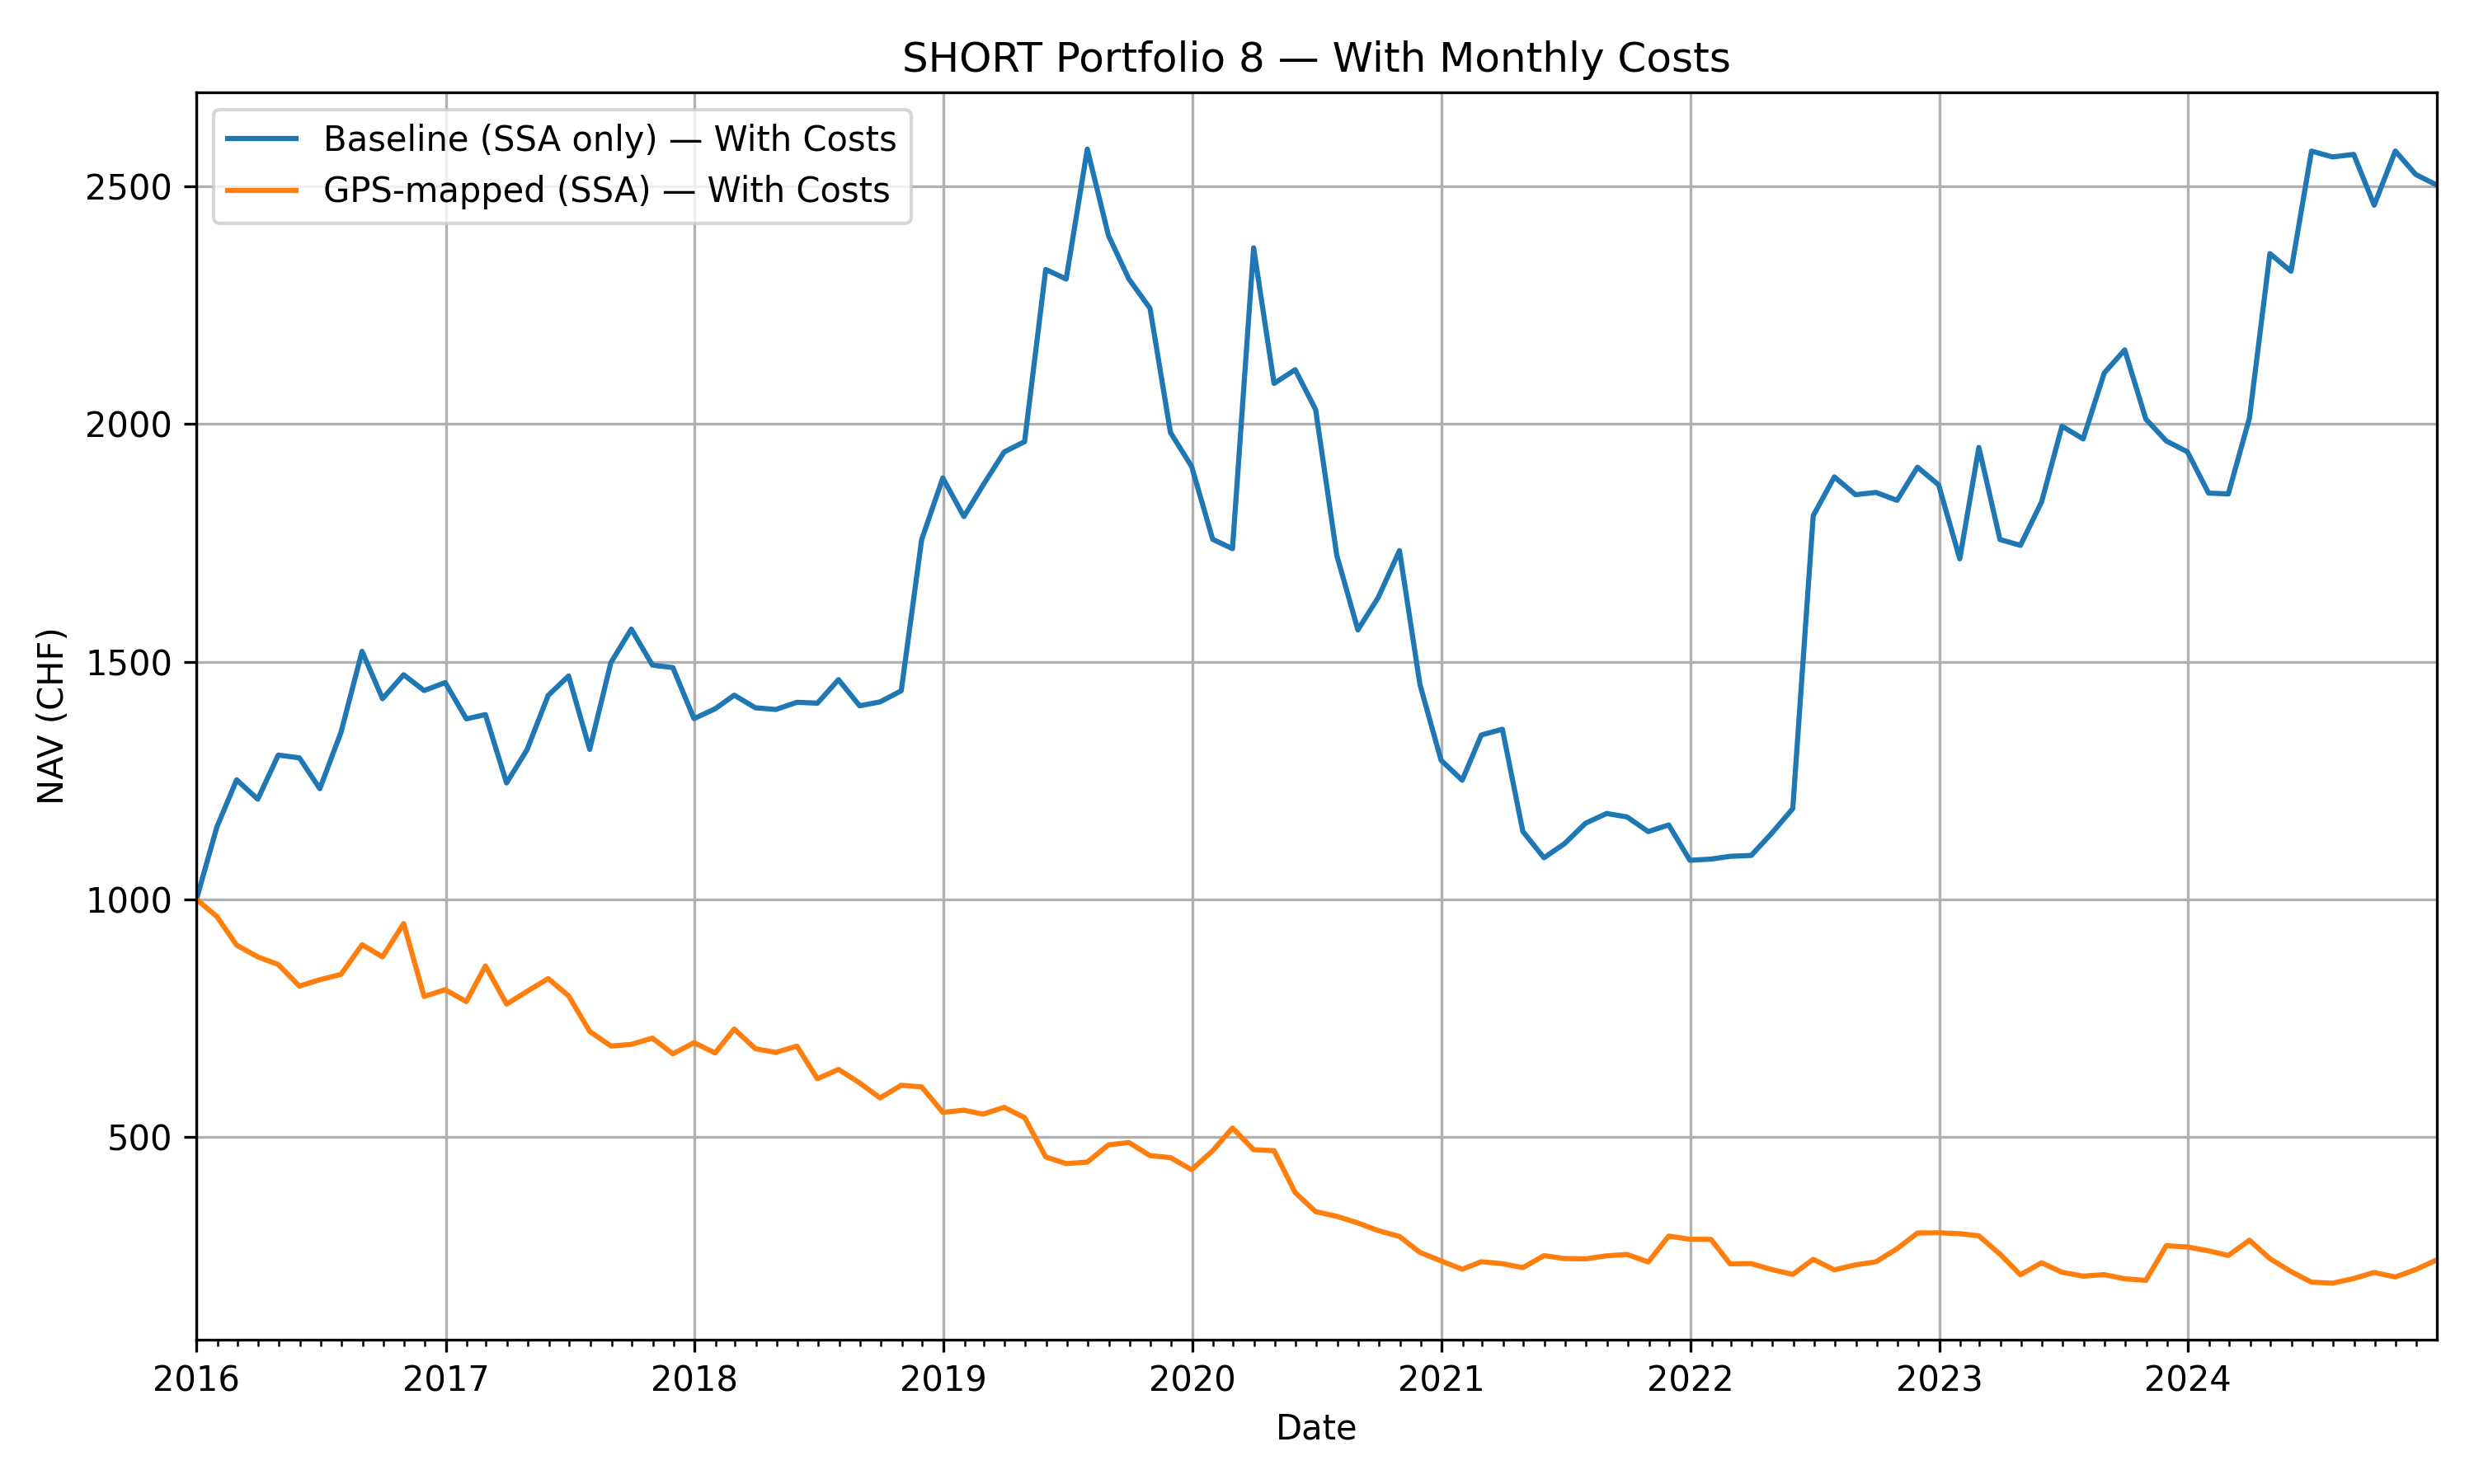 SHORT Portfolio 8 — With Monthly Costs
Baseline (SSA only) — With Costs
GPS-mapped (SSA) — With Costs
2500
2000
1500
1000
500
NAV (CHF)
2016 2017 2018 2019 2020 2021 2022 2023 2024
Date